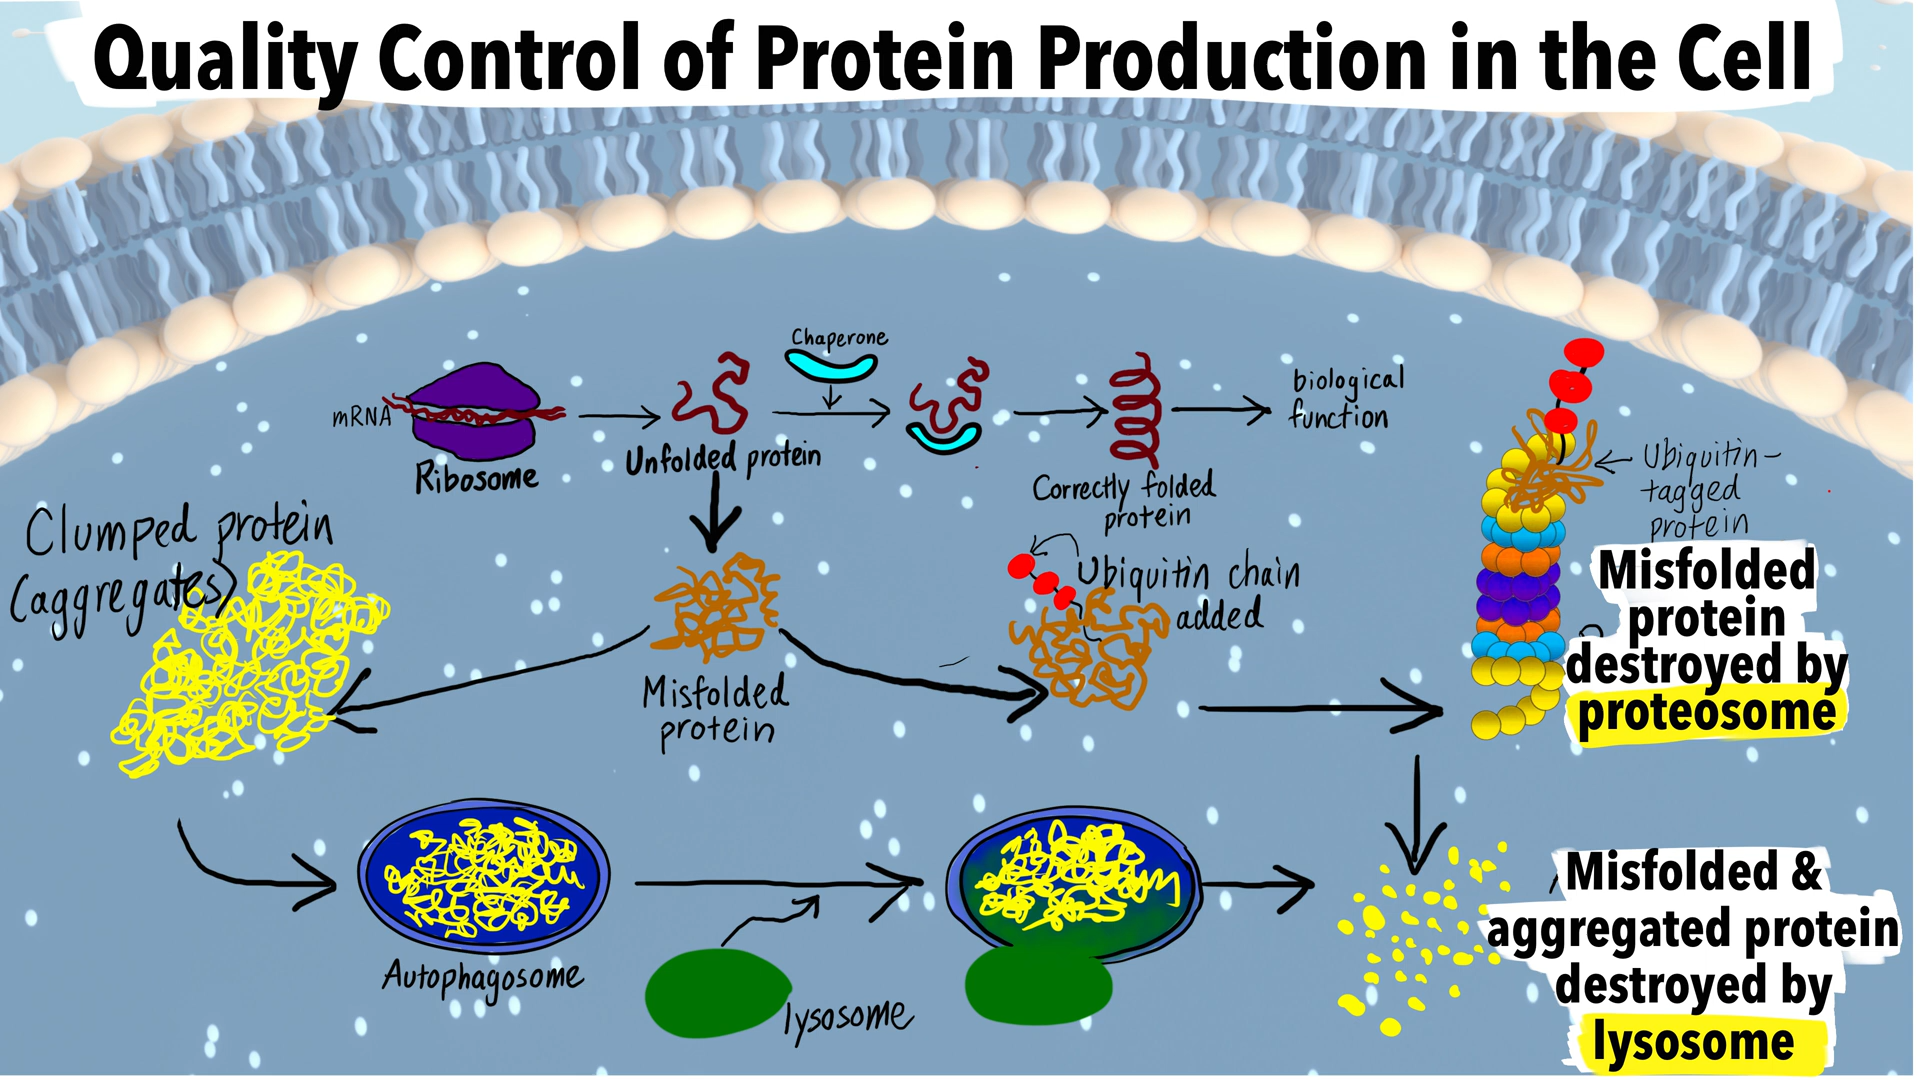 Quality Control of Protein Production in the Cell
Chaperone
mRNA
Ribosome
Unfolded protein
Correctly folded
protein
biological
function
Ubiquitin-
tagged
protein
Clumped protein
(aggregates)
Misfolded
protein
Ubiquitin chain
added
Misfolded
protein
destroyed by
proteosome
Autophagosome
lysosome
Misfolded &
aggregated protein
destroyed by
lysosome